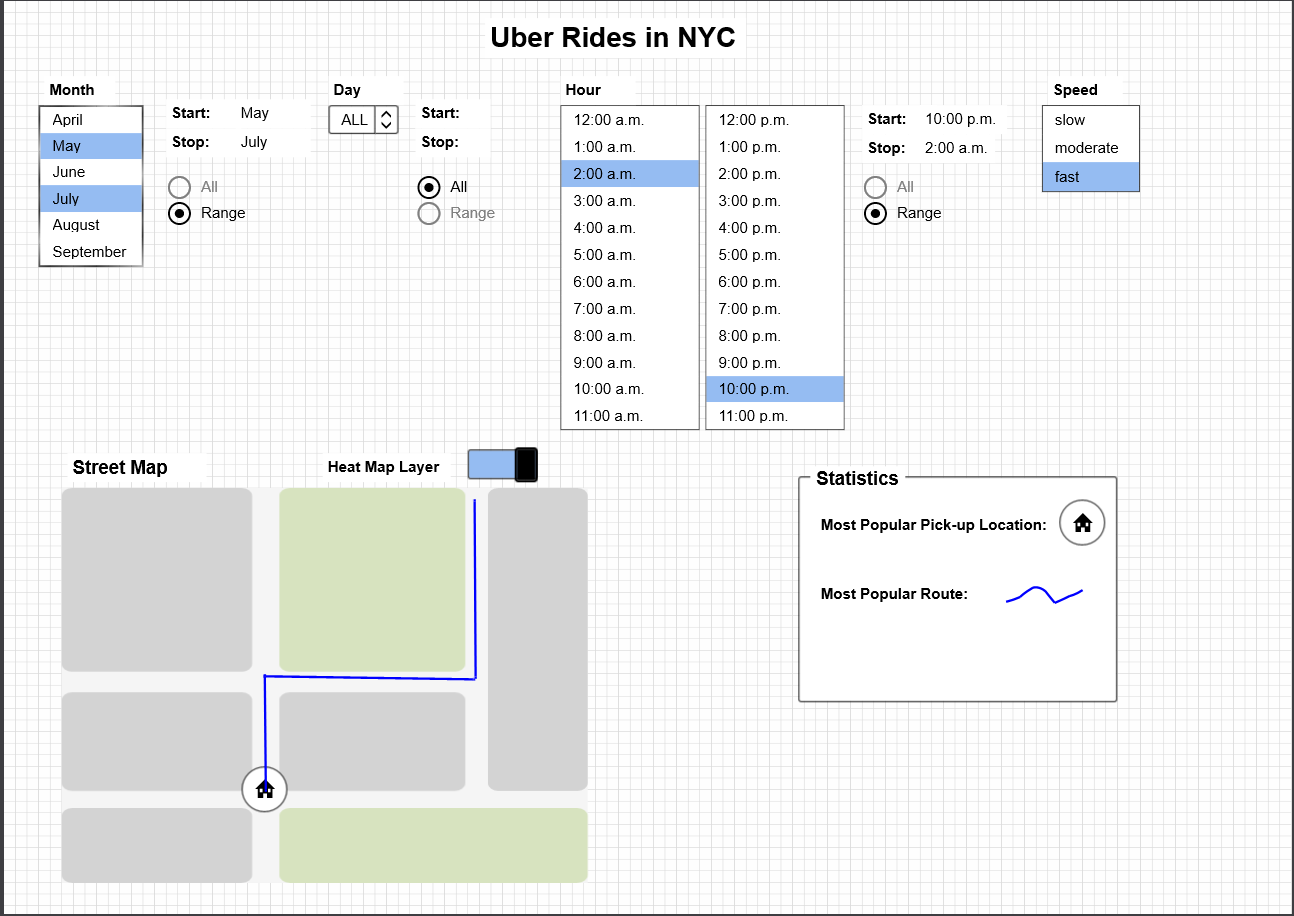 Uber Rides in NYC
Month
April
May
June
July
August
September
Start: May
Stop: July
All
Range
Day
ALL
Start:
Stop:
All
Range
Hour
12:00 a.m.
1:00 a.m.
2:00 a.m.
3:00 a.m.
4:00 a.m.
5:00 a.m.
6:00 a.m.
7:00 a.m.
8:00 a.m.
9:00 a.m.
10:00 a.m.
11:00 a.m.
12:00 p.m.
1:00 p.m.
2:00 p.m.
3:00 p.m.
4:00 p.m.
5:00 p.m.
6:00 p.m.
7:00 p.m.
8:00 p.m.
9:00 p.m.
10:00 p.m.
11:00 p.m.
Start: 10:00 p.m.
Stop: 2:00 a.m.
All
Range
Speed
slow
moderate
fast
Street Map
Heat Map Layer
Statistics
Most Popular Pick-up Location:
Most Popular Route: